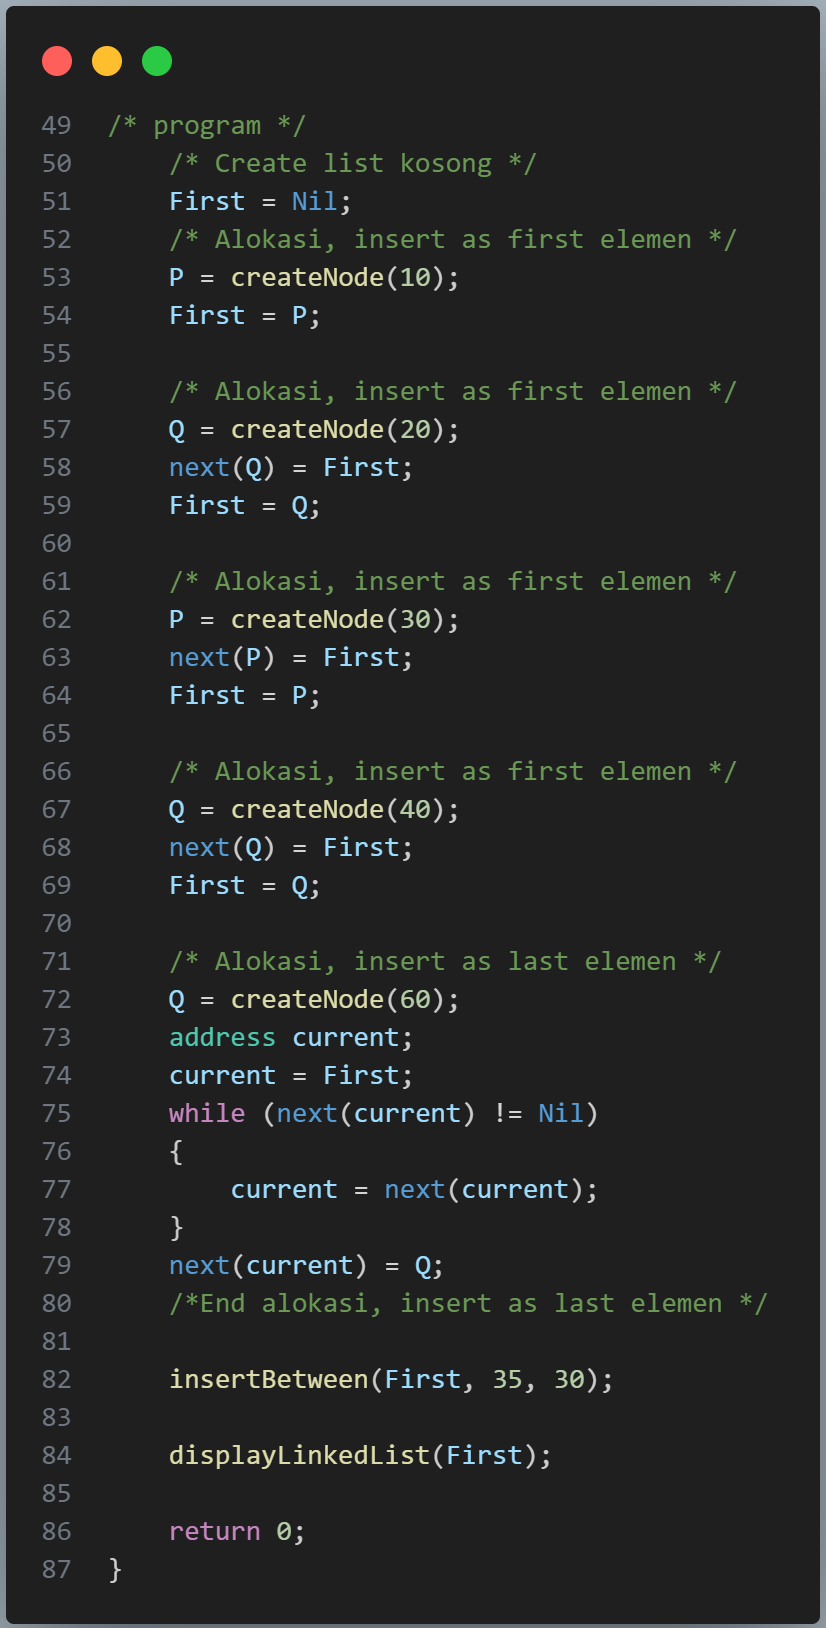 49 /* program */
50     /* Create list kosong */
51     First = Nil;
52     /* Alokasi, insert as first elemen */
53     P = createNode(10);
54     First = P;
55
56     /* Alokasi, insert as first elemen */
57     Q = createNode(20);
58     next(Q) = First;
59     First = Q;
60
61     /* Alokasi, insert as first elemen */
62     P = createNode(30);
63     next(P) = First;
64     First = P;
65
66     /* Alokasi, insert as first elemen */
67     Q = createNode(40);
68     next(Q) = First;
69     First = Q;
70
71     /* Alokasi, insert as last elemen */
72     Q = createNode(60);
73     address current;
74     current = First;
75     while (next(current) != Nil)
76     {
77         current = next(current);
78     }
79     next(current) = Q;
80     /*End alokasi, insert as last elemen */
81
82     insertBetween(First, 35, 30);
83
84     displayLinkedList(First);
85
86     return 0;
87 }